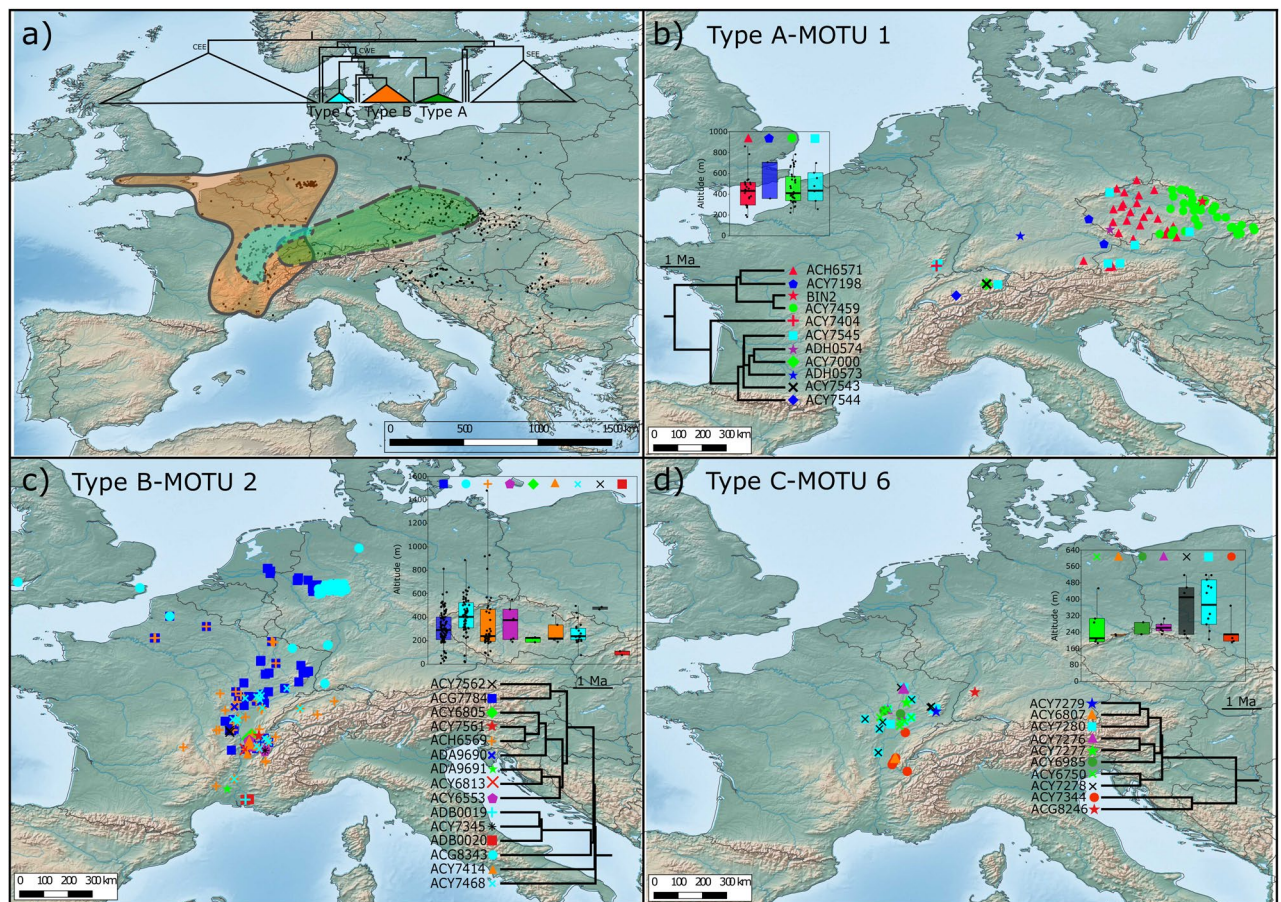 a)
CEE
CWE
SEE
Type C
Type B
Type A
0
500
1000
1500 km
b) Type A-MOTU 1
Altitude (m)
1000
800
600
400
200
0
1 Ma
ACH6571
ACY7198
BIN2
ACY7459
ACY7404
ACY7545
ADH0574
ACY7000
ADH0573
ACY7543
ACY7544
0 100 200 300 km
c) Type B-MOTU 2
Altitude (m)
1600
1400
1200
1000
800
600
400
200
0
1 Ma
ACY7562
ACG7784
ACY6805
ACY7561
ACH6569
ADA9690
ADA9691
ACY6813
ACY6553
ADB0019
ACY7345
ADB0020
ACG8343
ACY7414
ACY7468
0 100 200 300 km
d) Type C-MOTU 6
Altitude (m)
640
560
480
400
320
240
160
80
0
1 Ma
ACY7279
ACY6807
ACY7280
ACY7276
ACY7277
ACY6985
ACY6750
ACY7278
ACY7344
ACG8246
0 100 200 300 km